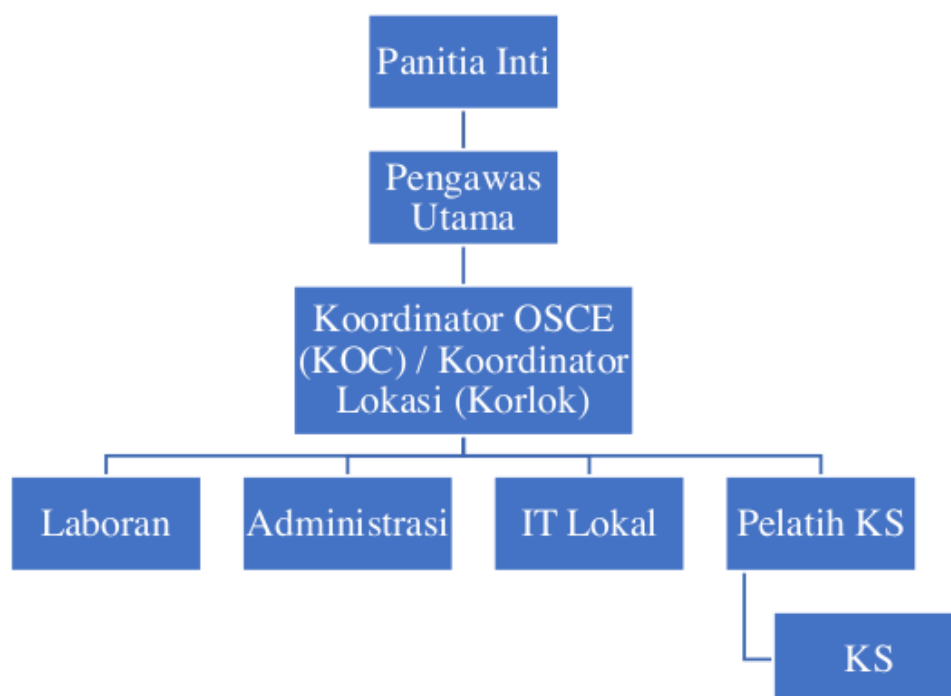 Panitia Inti
Pengawas
Utama
Koordinator OSCE
(KOC) / Koordinator
Lokasi (Korlok)
Laboran
Administrasi
IT Lokal
Pelatih KS
KS